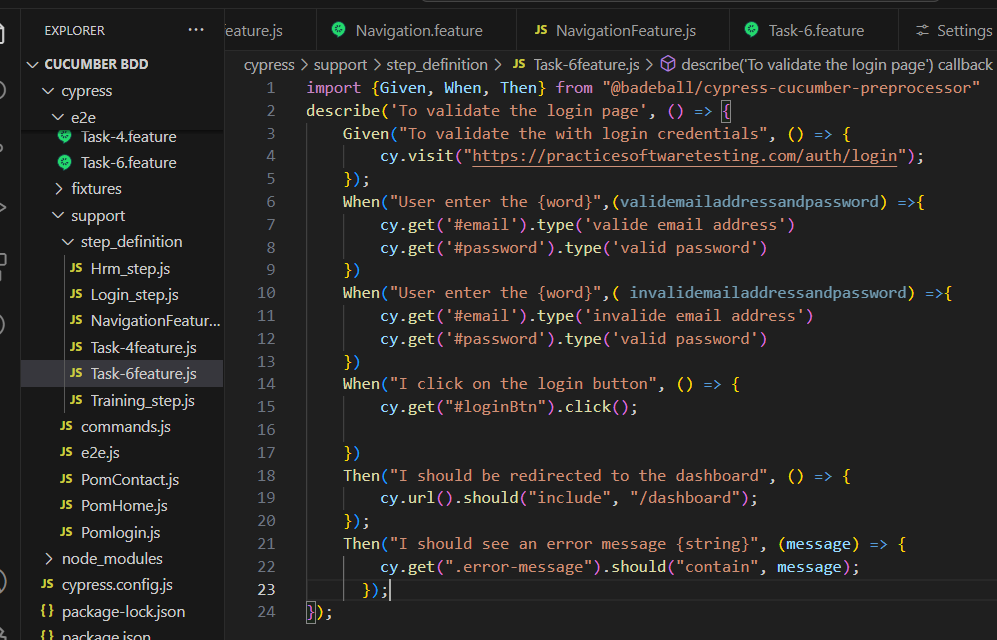 EXPLORER ···
eature.js
Navigation.feature
JS NavigationFeature.js
Task-6.feature
Settings
CUCUMBER BDD
cypress
e2e
Task-4.feature
Task-6.feature
fixtures
support
step_definition
JS Hrm_step.js
JS Login_step.js
JS NavigationFeatur...
JS Task-4feature.js
JS Task-6feature.js
JS Training_step.js
JS commands.js
JS e2e.js
JS PomContact.js
JS PomHome.js
JS Pomlogin.js
node_modules
JS cypress.config.js
{} package-lock.json
{} package.json
cypress > support > step_definition > JS Task-6feature.js > describe('To validate the login page') callback
1 import {Given, When, Then} from "@badeball/cypress-cucumber-preprocessor"
2 describe('To validate the login page', () => {
3 Given("To validate the with login credentials", () => {
4 cy.visit("https://practicesoftwaretesting.com/auth/login");
5 });
6 When("User enter the {word}",(validemailaddressandpassword) =>{
7 cy.get('#email').type('valide email address')
8 cy.get('#password').type('valid password')
9 })
10 When("User enter the {word}",( invalidemailaddressandpassword) =>{
11 cy.get('#email').type('invalide email address')
12 cy.get('#password').type('valid password')
13 })
14 When("I click on the login button", () => {
15 cy.get("#loginBtn").click();
16
17 })
18 Then("I should be redirected to the dashboard", () => {
19 cy.url().should("include", "/dashboard");
20 });
21 Then("I should see an error message {string}", (message) => {
22 cy.get(".error-message").should("contain", message);
23 });
24 });